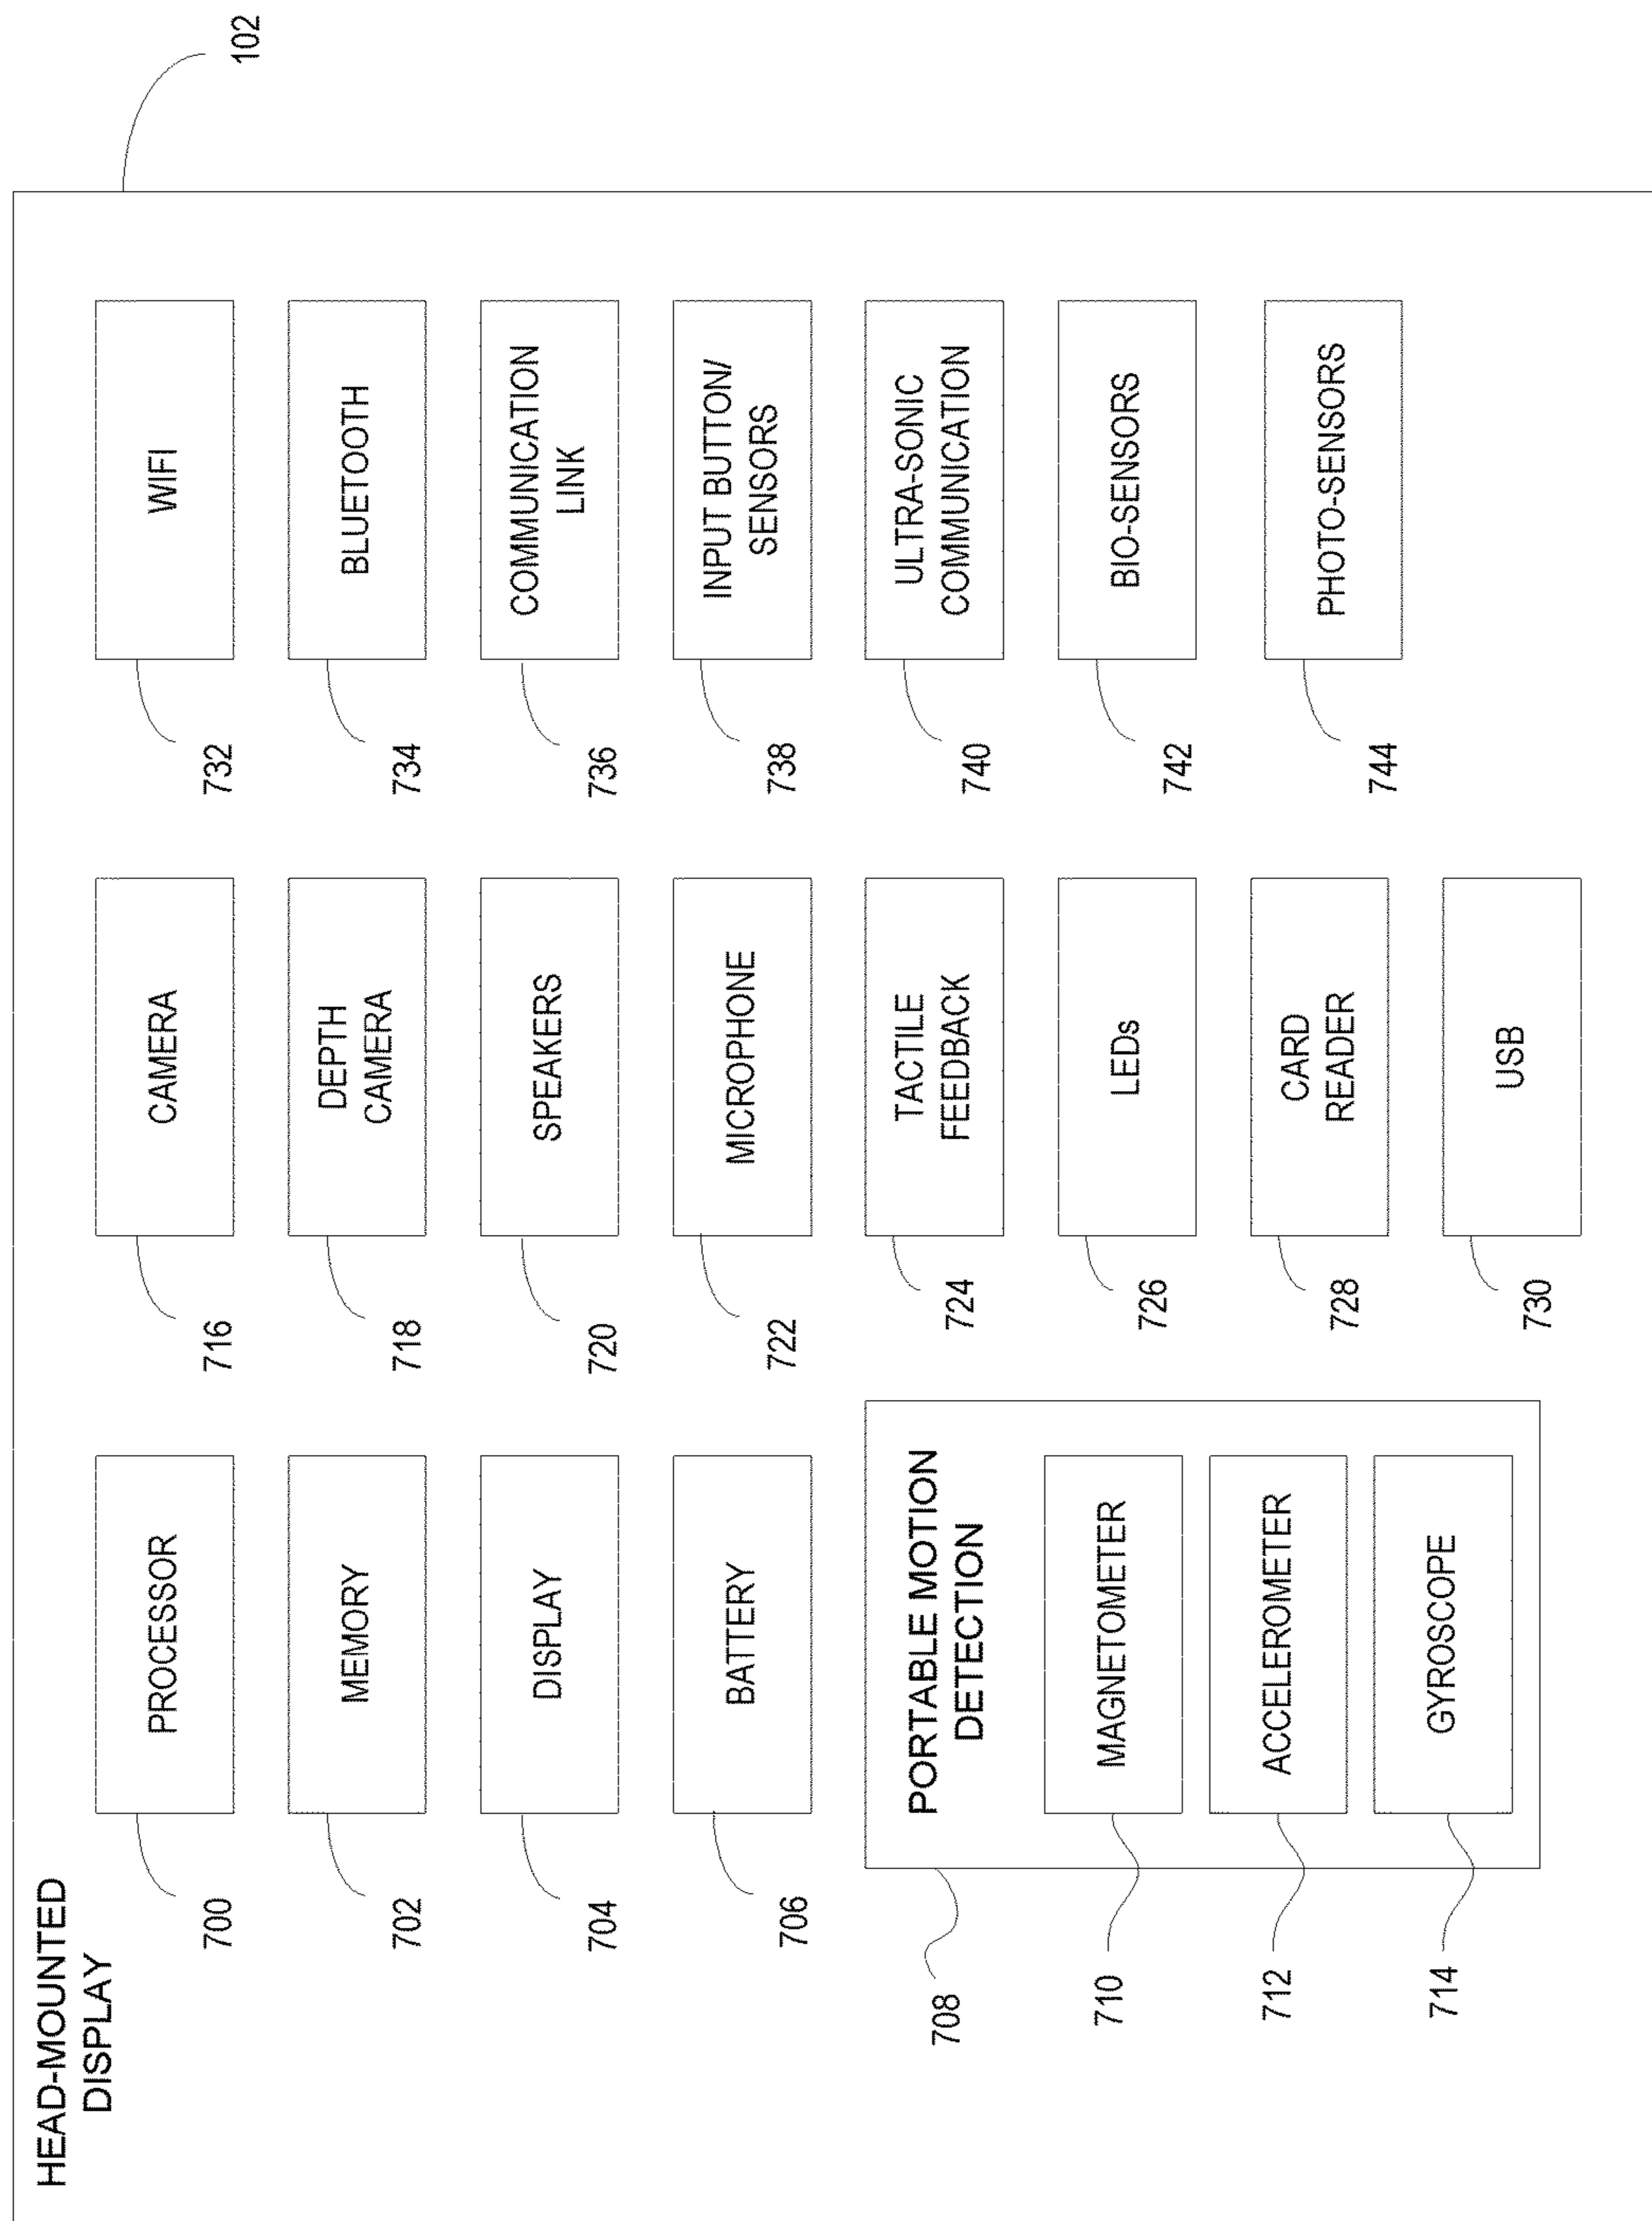 HEAD-MOUNTED
DISPLAY
102
700
PROCESSOR
702
MEMORY
704
DISPLAY
706
BATTERY
708
PORTABLE MOTION
DETECTION
710
MAGNETOMETER
712
ACCELEROMETER
714
GYROSCOPE
716
CAMERA
718
DEPTH
CAMERA
720
SPEAKERS
722
MICROPHONE
724
TACTILE
FEEDBACK
726
LEDs
728
CARD
READER
730
USB
732
WIFI
734
BLUETOOTH
736
COMMUNICATION
LINK
738
INPUT BUTTON/
SENSORS
740
ULTRA-SONIC
COMMUNICATION
742
BIO-SENSORS
744
PHOTO-SENSORS